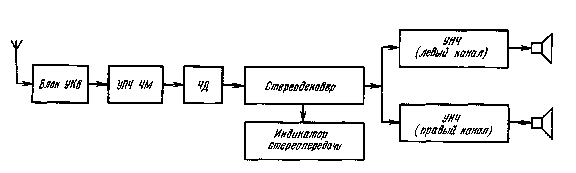 Блок УКВ
УПЧ ЧМ
ЧД
Стереодекодер
Индикатор
стереопередачи
УНЧ
(левый канал)
УНЧ
(правый канал)